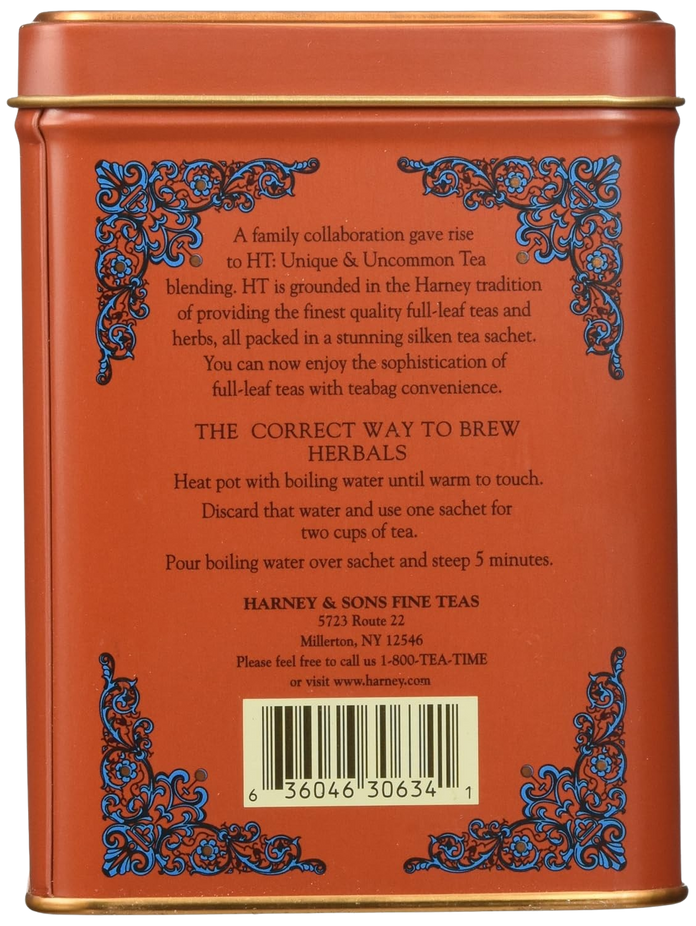 A family collaboration gave rise
to HT: Unique & Uncommon Tea
blending. HT is grounded in the Harney tradition
of providing the finest quality full-leaf teas and
herbs, all packed in a stunning silken tea sachet.
You can now enjoy the sophistication of
full-leaf teas with teabag convenience.
THE CORRECT WAY TO BREW
HERBALS
Heat pot with boiling water until warm to touch.
Discard that water and use one sachet for
two cups of tea.
Pour boiling water over sachet and steep 5 minutes.
HARNEY & SONS FINE TEAS
5723 Route 22
Millerton, NY 12546
Please feel free to call us 1-800-TEA-TIME
or visit www.harney.com
6 36046 30634 1